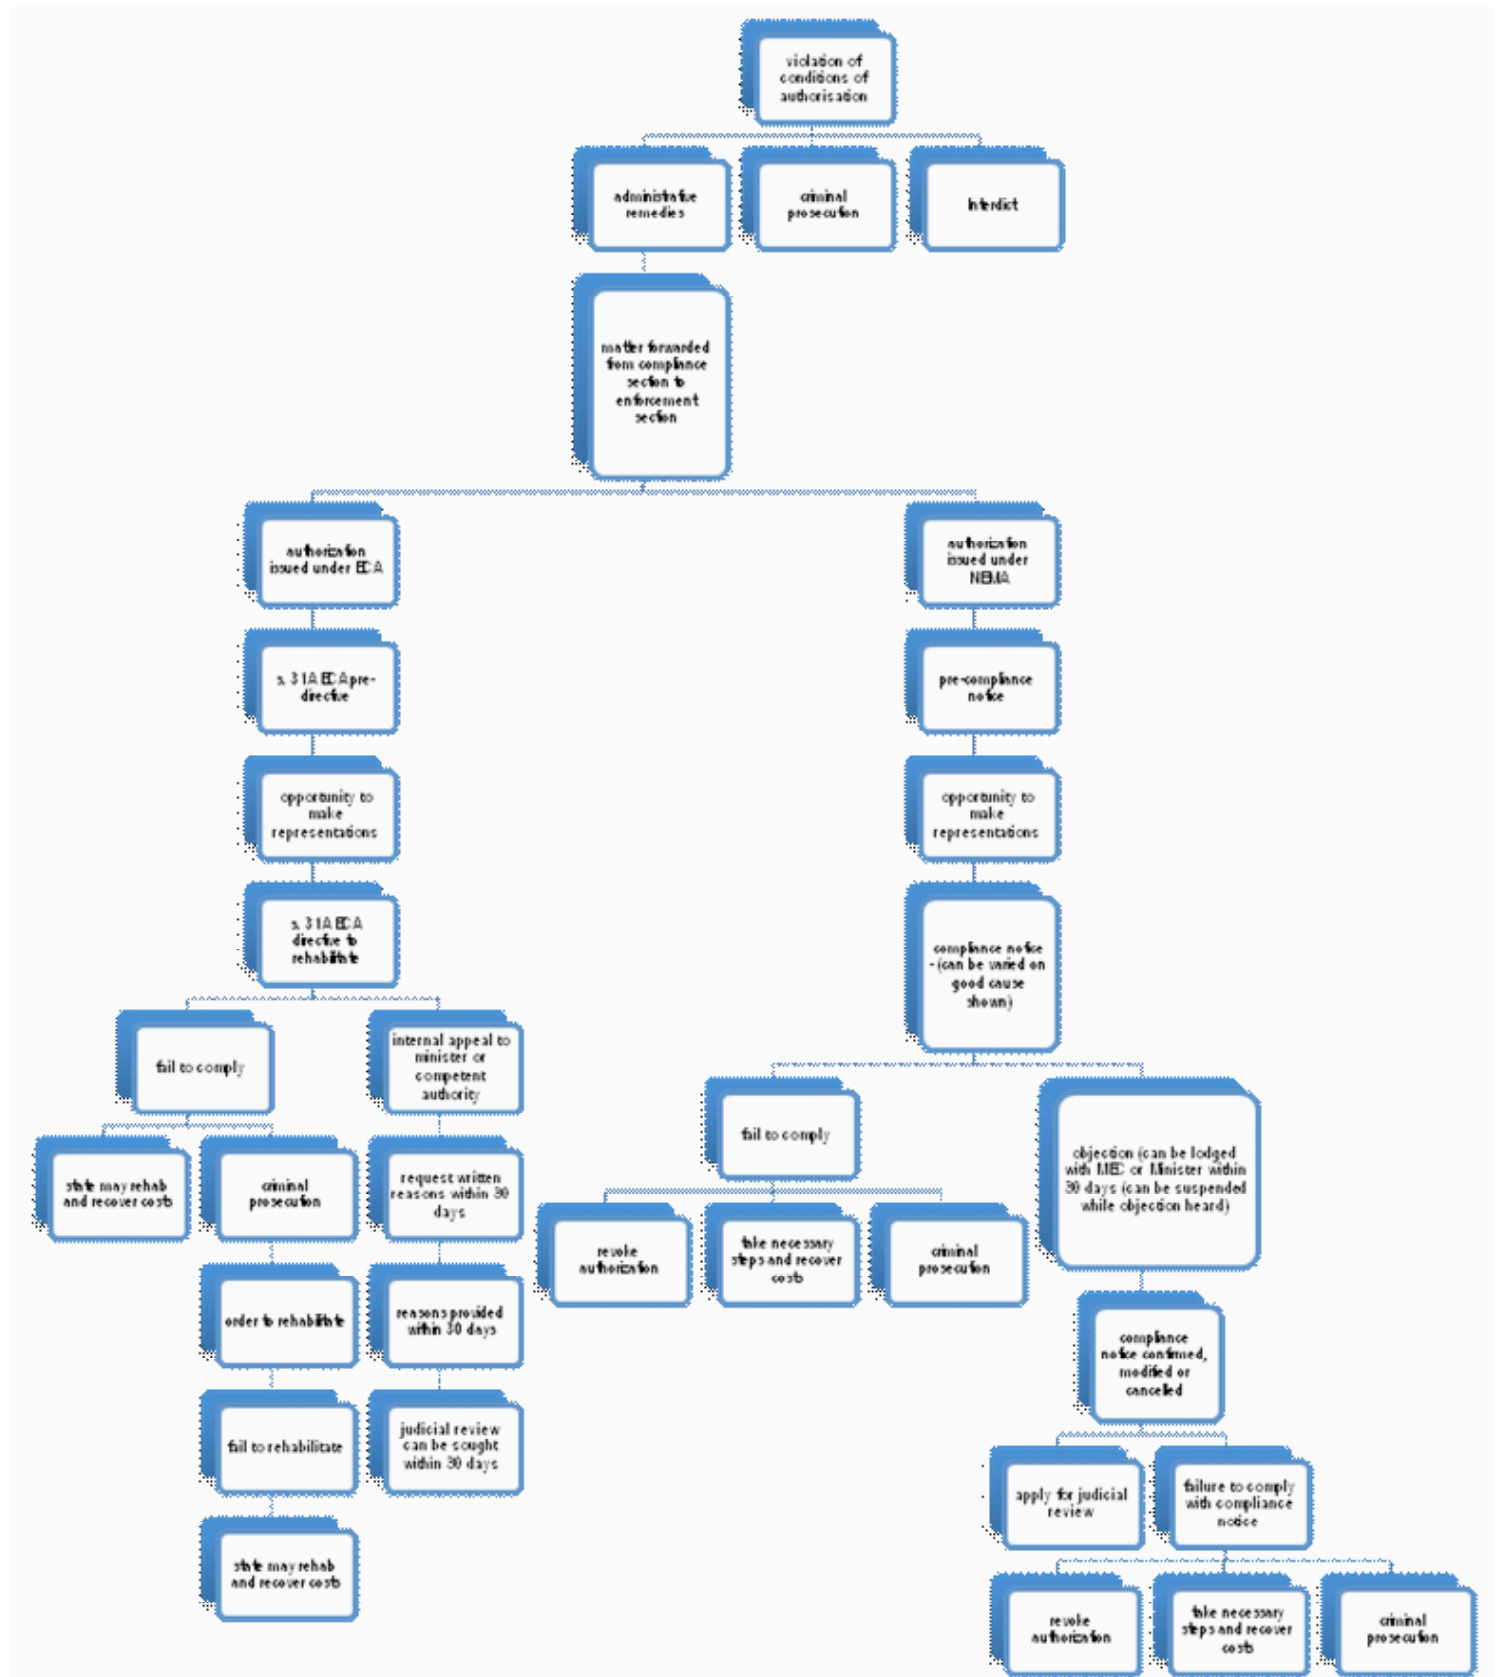 violation of
conditions of
authorisation
administrative
remedies
criminal
prosecution
Interdict
matter forwarded
from compliance
section to
enforcement
section
authorization
issued under ECA
authorization
issued under
NEMA
s. 31A ECA pre-
directive
pre-compliance
notice
opportunity to
make
representations
opportunity to
make
representations
s. 31A ECA
directive to
rehabilitate
compliance notice
- (can be varied on
good cause
shown)
fail to comply
internal appeal to
minister or
competent
authority
fail to comply
objection (can be lodged
with MEC or Minister within
30 days (can be suspended
while objection heard)
state may rehab
and recover costs
criminal
prosecution
request written
reasons within 30
days
revoke
authorization
take necessary
steps and recover
costs
criminal
prosecution
order to rehabilitate
reasons provided
within 30 days
compliance
notice confirmed,
modified or
cancelled
fail to rehabilitate
judicial review
can be sought
within 30 days
apply for judicial
review
failure to comply
with compliance
notice
state may rehab
and recover costs
revoke
authorization
take necessary
steps and recover
costs
criminal
prosecution